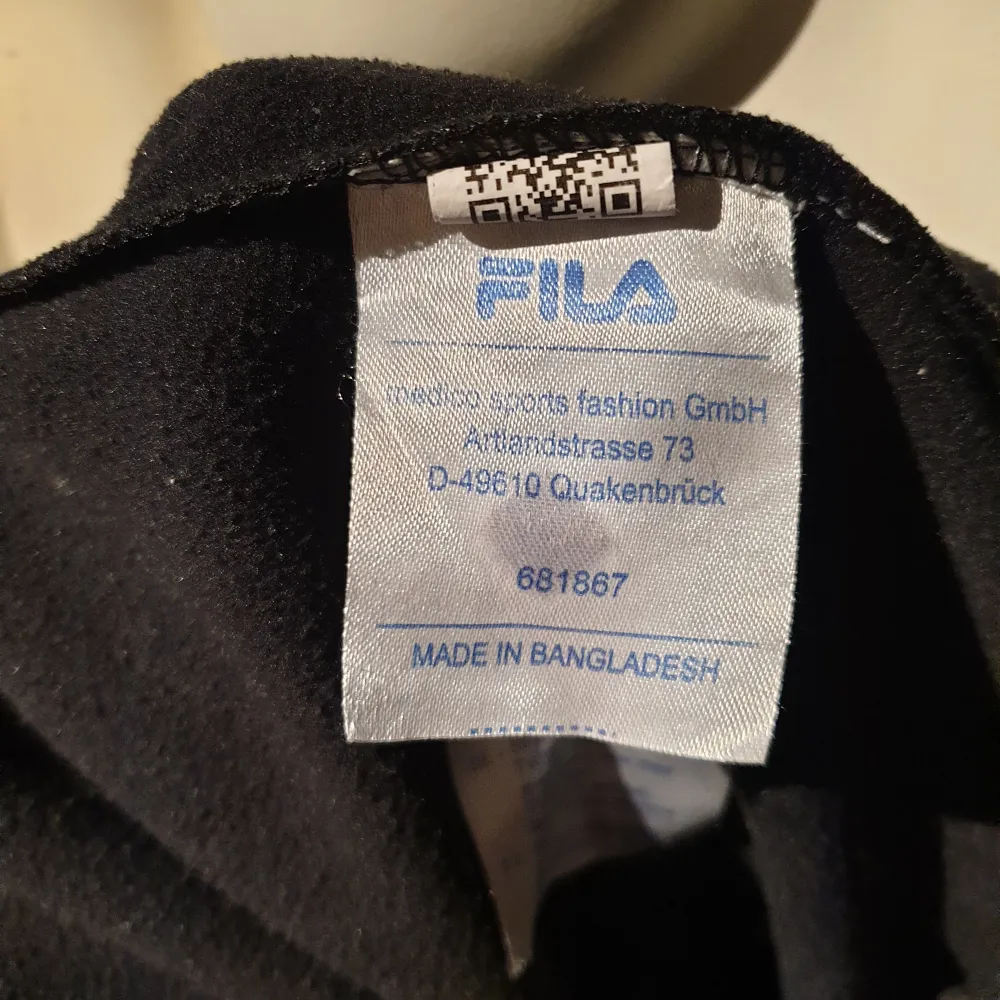 FILA
medico sports fashion GmbH
Artlandstrasse 73
D-49610 Quakenbrück
681867
MADE IN BANGLADESH